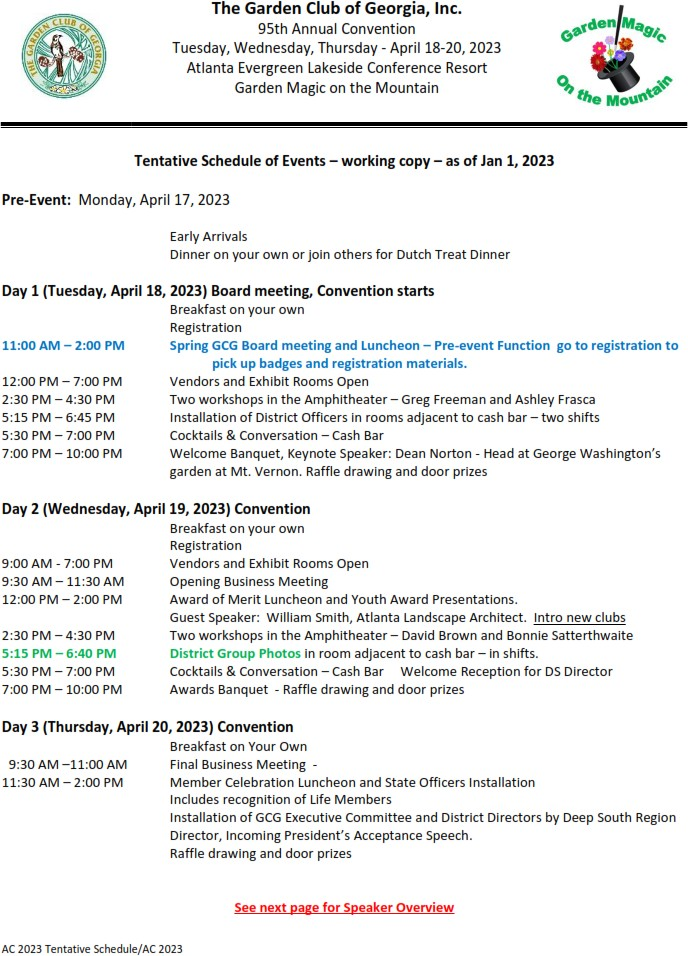 The Garden Club of Georgia, Inc.
95th Annual Convention
Tuesday, Wednesday, Thursday - April 18-20, 2023
Atlanta Evergreen Lakeside Conference Resort
Garden Magic on the Mountain
THE GARDEN CLUB OF GEORGIA
Garden Magic
On the Mountain
Tentative Schedule of Events – working copy – as of Jan 1, 2023
Pre-Event: Monday, April 17, 2023
Early Arrivals
Dinner on your own or join others for Dutch Treat Dinner
Day 1 (Tuesday, April 18, 2023) Board meeting, Convention starts
Breakfast on your own
Registration
11:00 AM – 2:00 PM Spring GCG Board meeting and Luncheon – Pre-event Function go to registration to
pick up badges and registration materials.
12:00 PM – 7:00 PM Vendors and Exhibit Rooms Open
2:30 PM – 4:30 PM Two workshops in the Amphitheater – Greg Freeman and Ashley Frasca
5:15 PM – 6:45 PM Installation of District Officers in rooms adjacent to cash bar – two shifts
5:30 PM – 7:00 PM Cocktails & Conversation – Cash Bar
7:00 PM – 10:00 PM Welcome Banquet, Keynote Speaker: Dean Norton - Head at George Washington's
garden at Mt. Vernon. Raffle drawing and door prizes
Day 2 (Wednesday, April 19, 2023) Convention
Breakfast on your own
Registration
9:00 AM - 7:00 PM Vendors and Exhibit Rooms Open
9:30 AM – 11:30 AM Opening Business Meeting
12:00 PM – 2:00 PM Award of Merit Luncheon and Youth Award Presentations.
Guest Speaker: William Smith, Atlanta Landscape Architect. Intro new clubs
2:30 PM – 4:30 PM Two workshops in the Amphitheater – David Brown and Bonnie Satterthwaite
5:15 PM – 6:40 PM District Group Photos in room adjacent to cash bar – in shifts.
5:30 PM – 7:00 PM Cocktails & Conversation – Cash Bar Welcome Reception for DS Director
7:00 PM – 10:00 PM Awards Banquet - Raffle drawing and door prizes
Day 3 (Thursday, April 20, 2023) Convention
Breakfast on Your Own
9:30 AM –11:00 AM Final Business Meeting -
11:30 AM – 2:00 PM Member Celebration Luncheon and State Officers Installation
Includes recognition of Life Members
Installation of GCG Executive Committee and District Directors by Deep South Region
Director, Incoming President's Acceptance Speech.
Raffle drawing and door prizes
See next page for Speaker Overview
AC 2023 Tentative Schedule/AC 2023